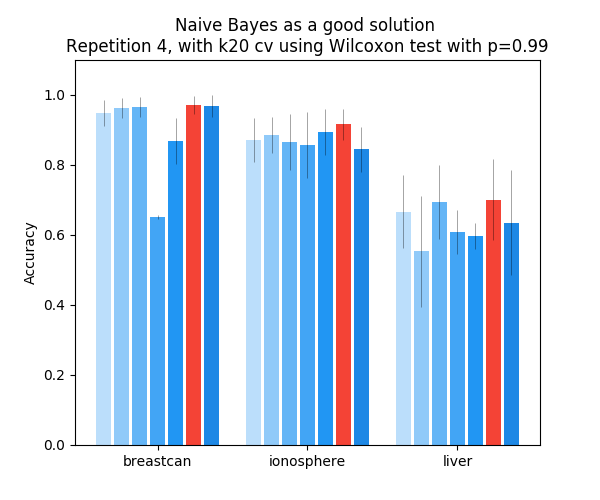 Naive Bayes as a good solution
Repetition 4, with k20 cv using Wilcoxon test with p=0.99
Accuracy
1.0
0.8
0.6
0.4
0.2
0.0
breastcan
ionosphere
liver